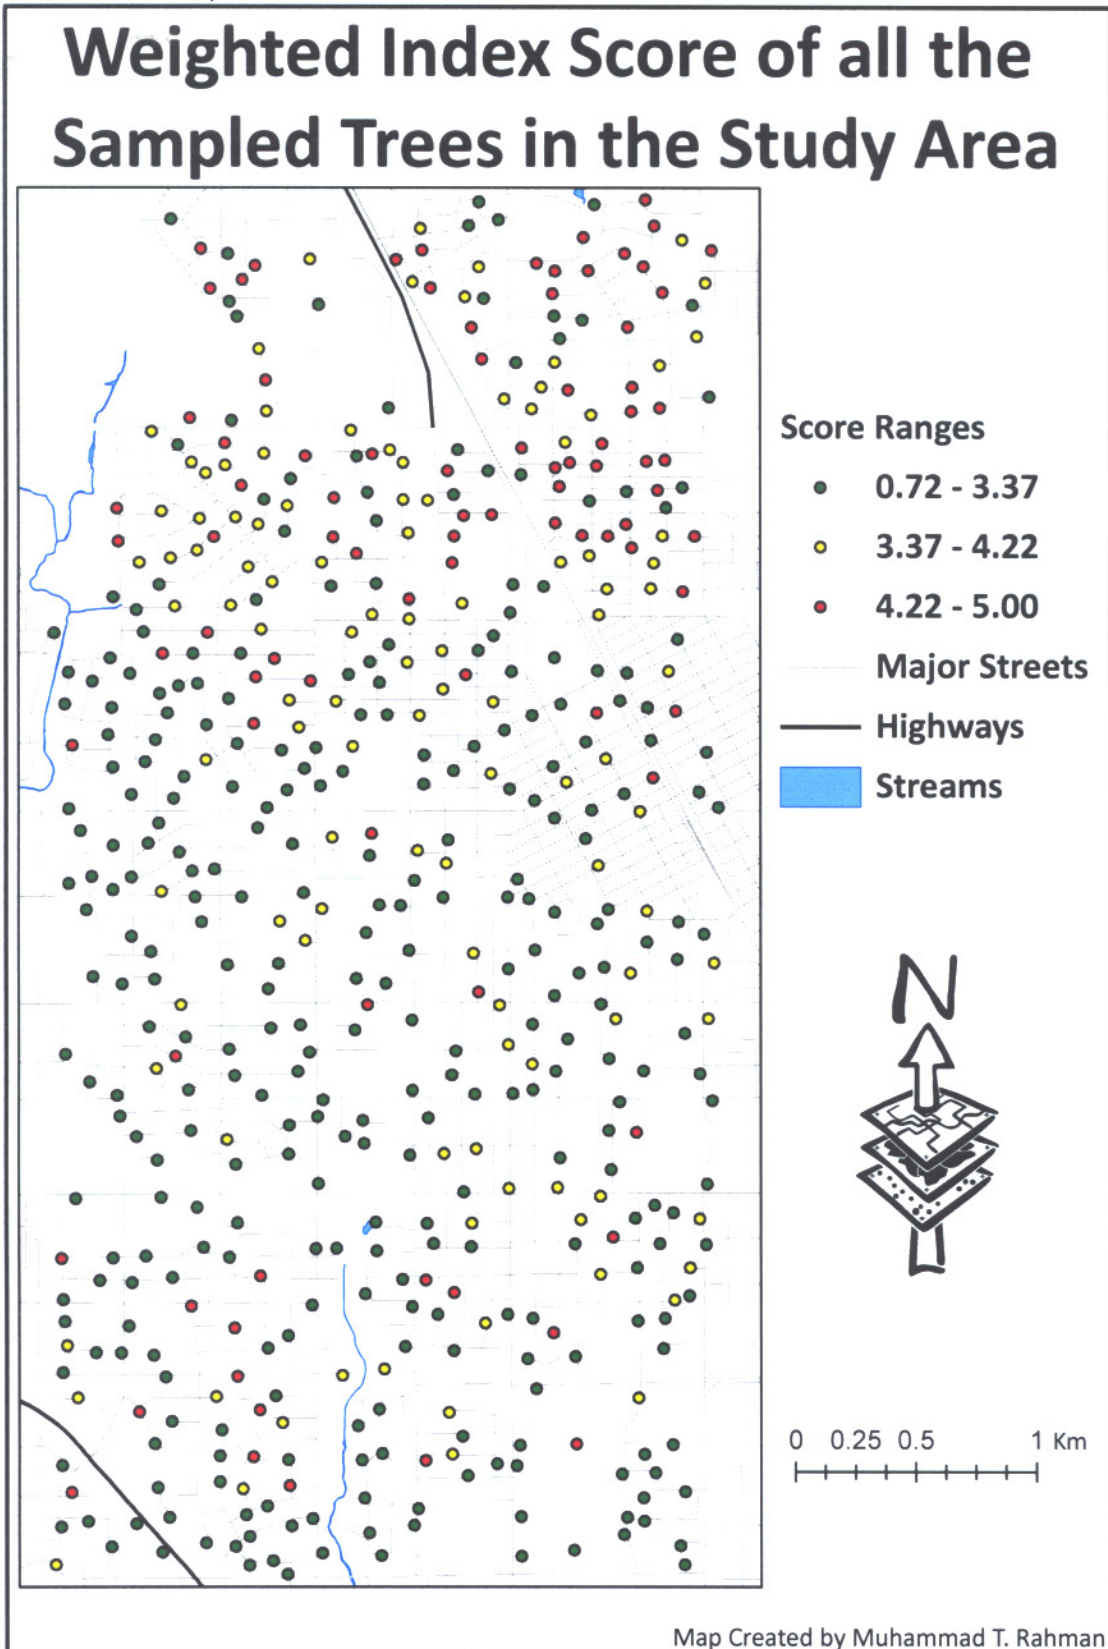 Weighted Index Score of all the
Sampled Trees in the Study Area
Score Ranges
0.72 - 3.37
3.37 - 4.22
4.22 - 5.00
Major Streets
Highways
Streams
N
0 0.25 0.5 1 Km
Map Created by Muhammad T. Rahman